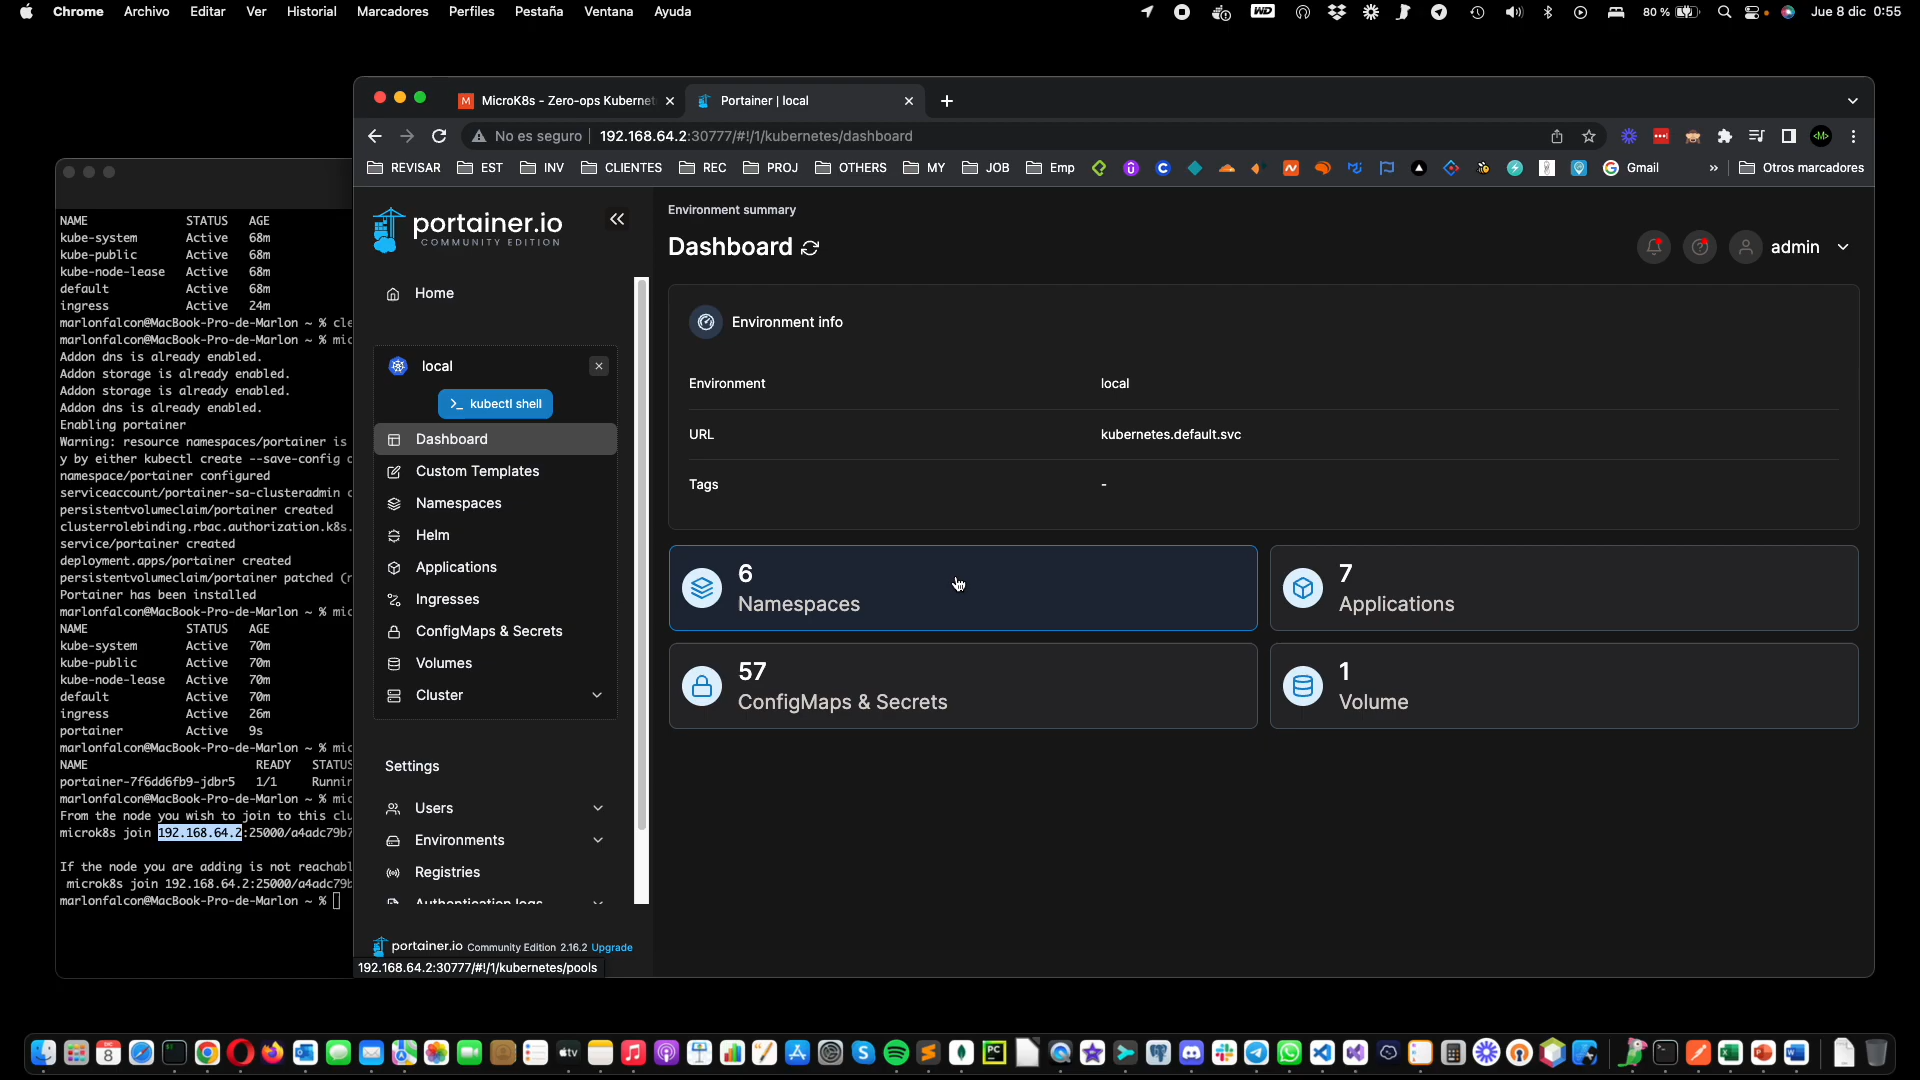 Chrome Archivo Editar Ver Historial Marcadores Perfiles Pestaña Ventana Ayuda
WD
80 %
Jue 8 dic 0:55
MicroK8s - Zero-ops Kubernet
Portainer | local
No es seguro 192.168.64.2:30777/#!/1/kubernetes/dashboard
REVISAR EST INV CLIENTES REC PROJ OTHERS MY JOB Emp Gmail » Otros marcadores
NAME STATUS AGE
kube-system Active 68m
kube-public Active 68m
kube-node-lease Active 68m
default Active 68m
ingress Active 24m
marlonfalcon@MacBook-Pro-de-Marlon ~ % cle
marlonfalcon@MacBook-Pro-de-Marlon ~ % mic
Addon dns is already enabled.
Addon storage is already enabled.
Addon storage is already enabled.
Addon dns is already enabled.
Enabling portainer
Warning: resource namespaces/portainer is
y by either kubectl create --save-config
namespace/portainer configured
serviceaccount/portainer-sa-clusteradmin c
persistentvolumeclaim/portainer created
clusterrolebinding.rbac.authorization.k8s.
service/portainer created
deployment.apps/portainer created
persistentvolumeclaim/portainer patched
Portainer has been installed
marlonfalcon@MacBook-Pro-de-Marlon ~ % mic
NAME STATUS AGE
kube-system Active 70m
kube-public Active 70m
kube-node-lease Active 70m
default Active 70m
ingress Active 26m
portainer Active 9s
marlonfalcon@MacBook-Pro-de-Marlon ~ % mic
NAME READY STATUS
portainer-7f6dd6fb9-jdbr5 1/1 Runnin
marlonfalcon@MacBook-Pro-de-Marlon ~ % mic
From the node you wish to join to this clu
microk8s join 192.168.64.2:25000/a4adc79b7
If the node you are adding is not reachabl
microk8s join 192.168.64.2:25000/a4adc79b
marlonfalcon@MacBook-Pro-de-Marlon ~ %
portainer.io
COMMUNITY EDITION
Home
local
kubectl shell
Dashboard
Custom Templates
Namespaces
Helm
Applications
Ingresses
ConfigMaps & Secrets
Volumes
Cluster
Settings
Users
Environments
Registries
Authentication logs
portainer.io Community Edition 2.16.2 Upgrade
192.168.64.2:30777/#!/1/kubernetes/pools
Environment summary
Dashboard
admin
Environment info
Environment local
URL kubernetes.default.svc
Tags -
6
Namespaces
7
Applications
57
ConfigMaps & Secrets
1
Volume